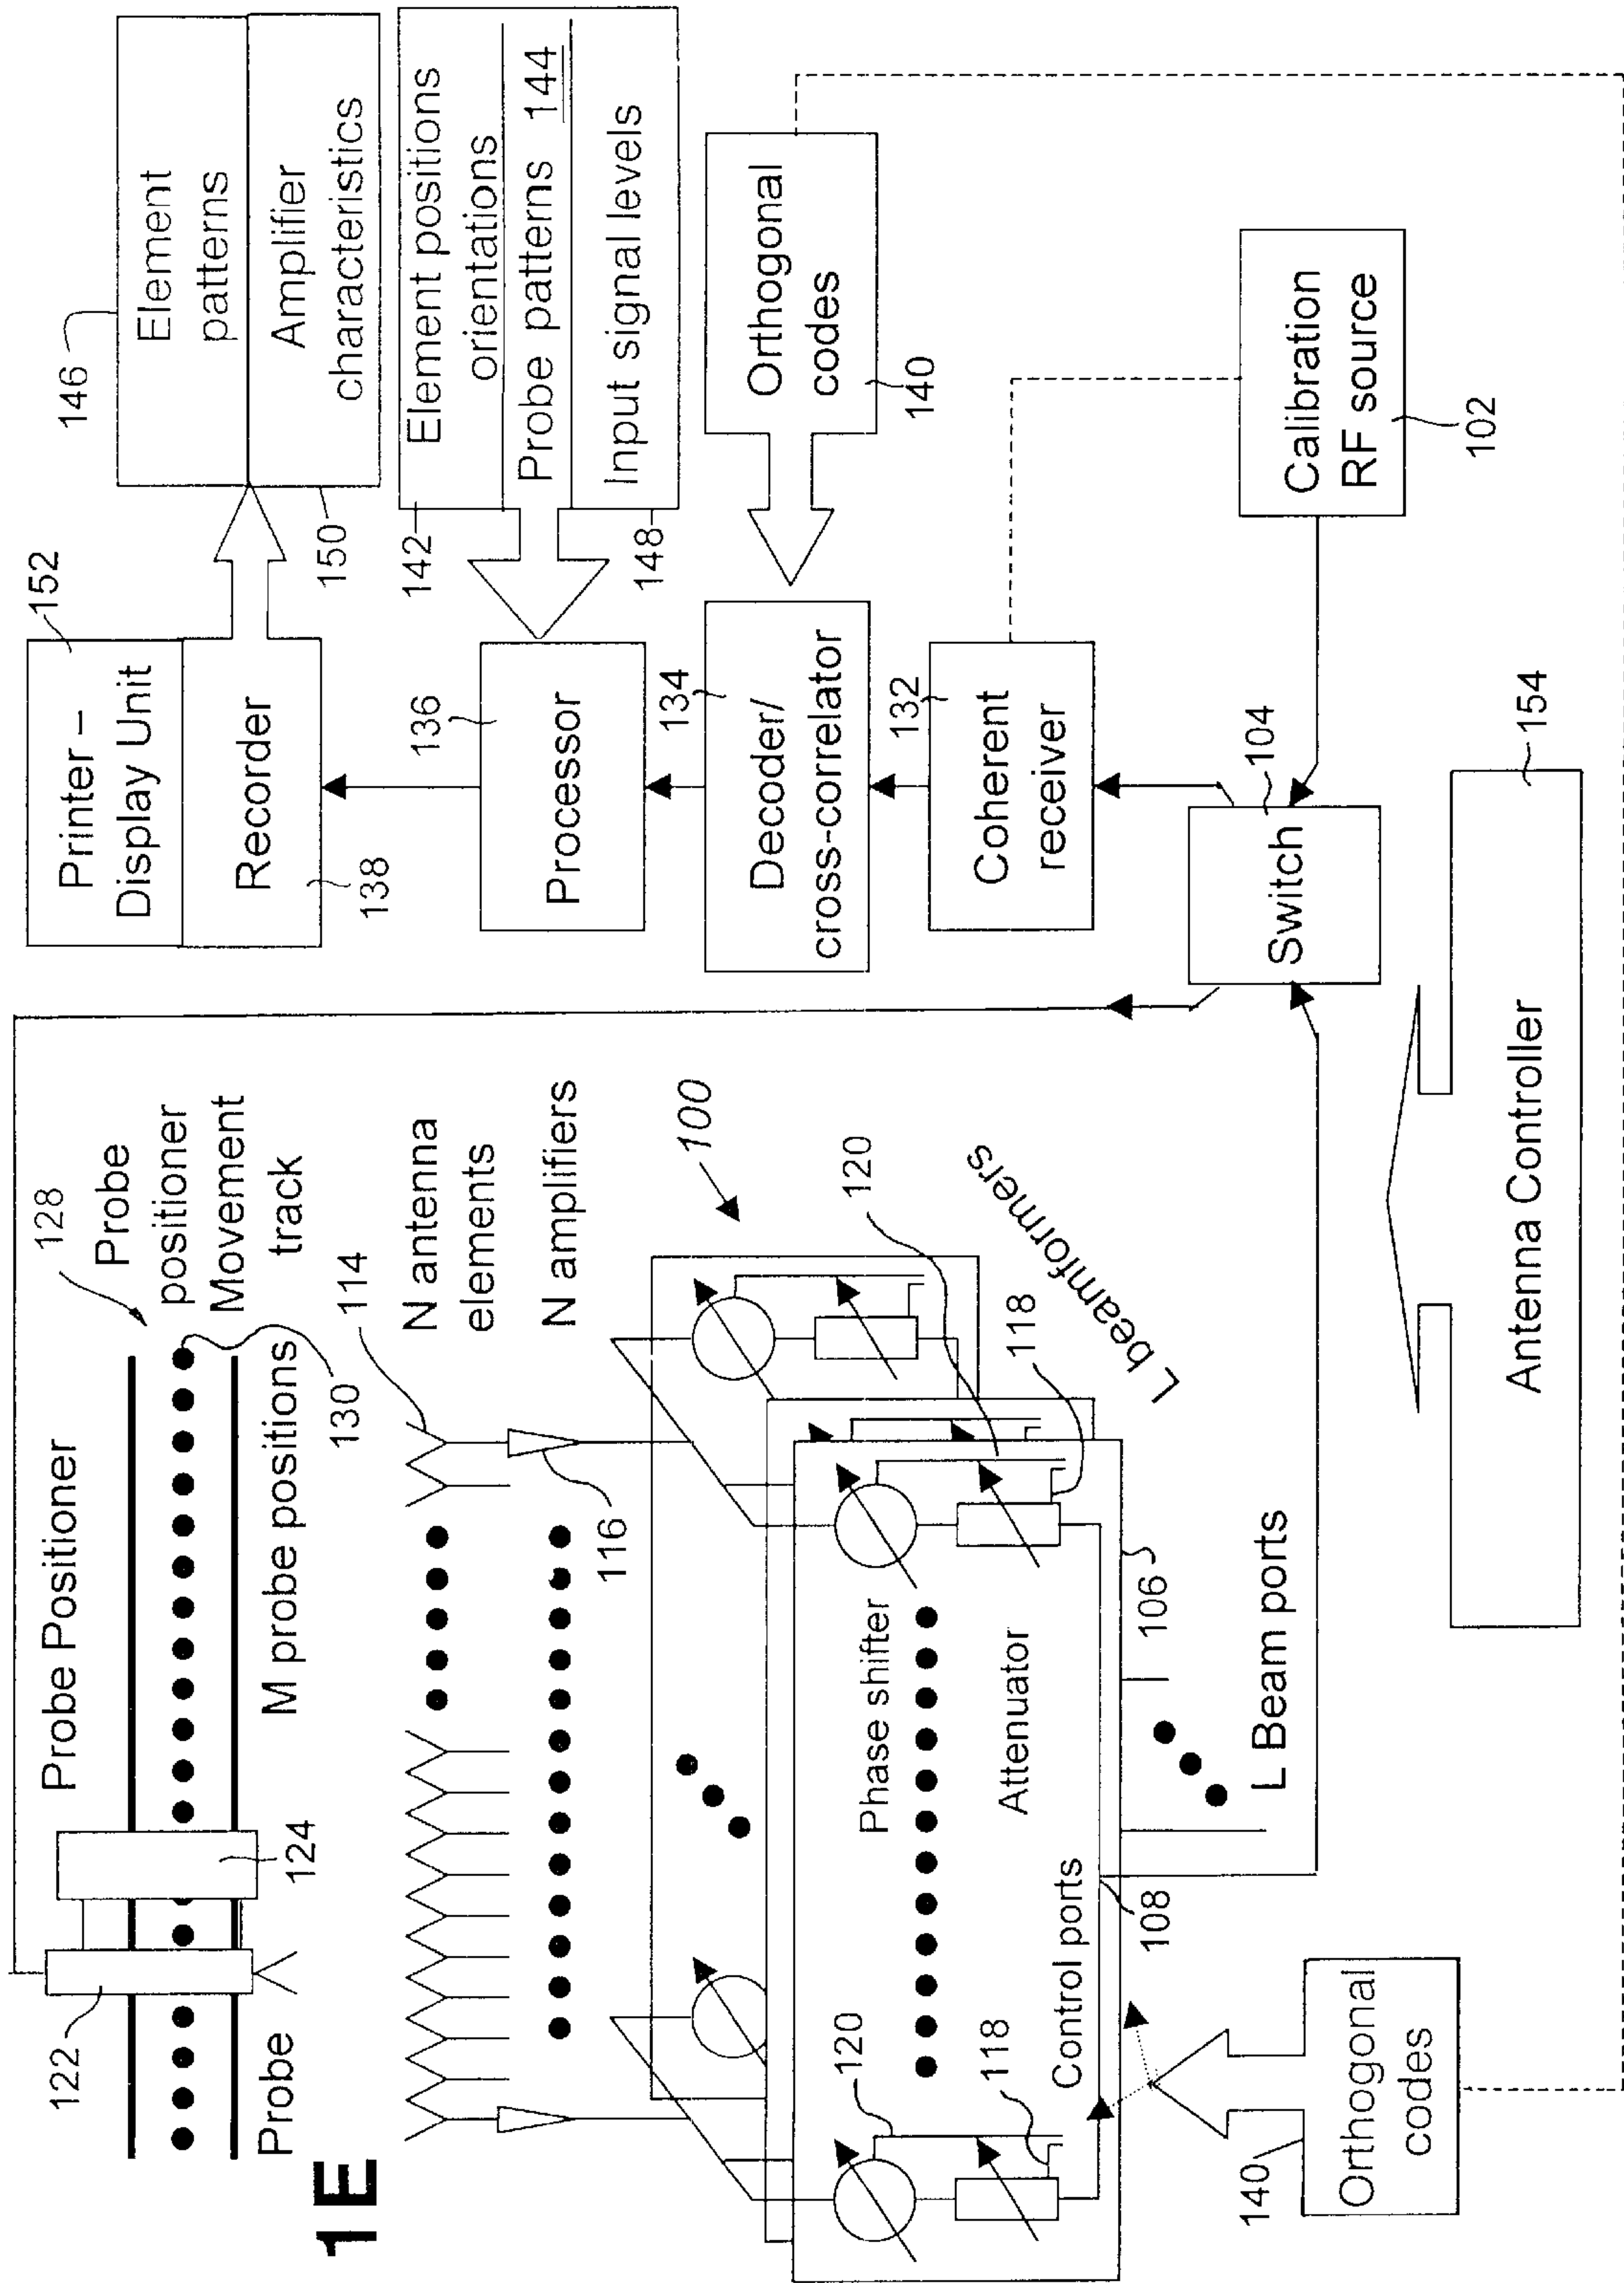 1E
Probe Positioner
128
Probe
positioner
Movement
track
122
124
Probe
M probe positions
130
114
N antenna
elements
N amplifiers
116
100
120
L beamformers
118
Phase shifter
Attenuator
120
118
Control ports
106
108
L Beam ports
140
Orthogonal
codes
Printer –
Display Unit
152
Recorder
138
146
Element
patterns
Amplifier
characteristics
150
136
Processor
142
Element positions
orientations
Probe patterns 144
Input signal levels
148
134
Decoder/
cross-correlator
Orthogonal
codes
140
132
Coherent
receiver
104
Switch
Calibration
RF source
102
154
Antenna Controller